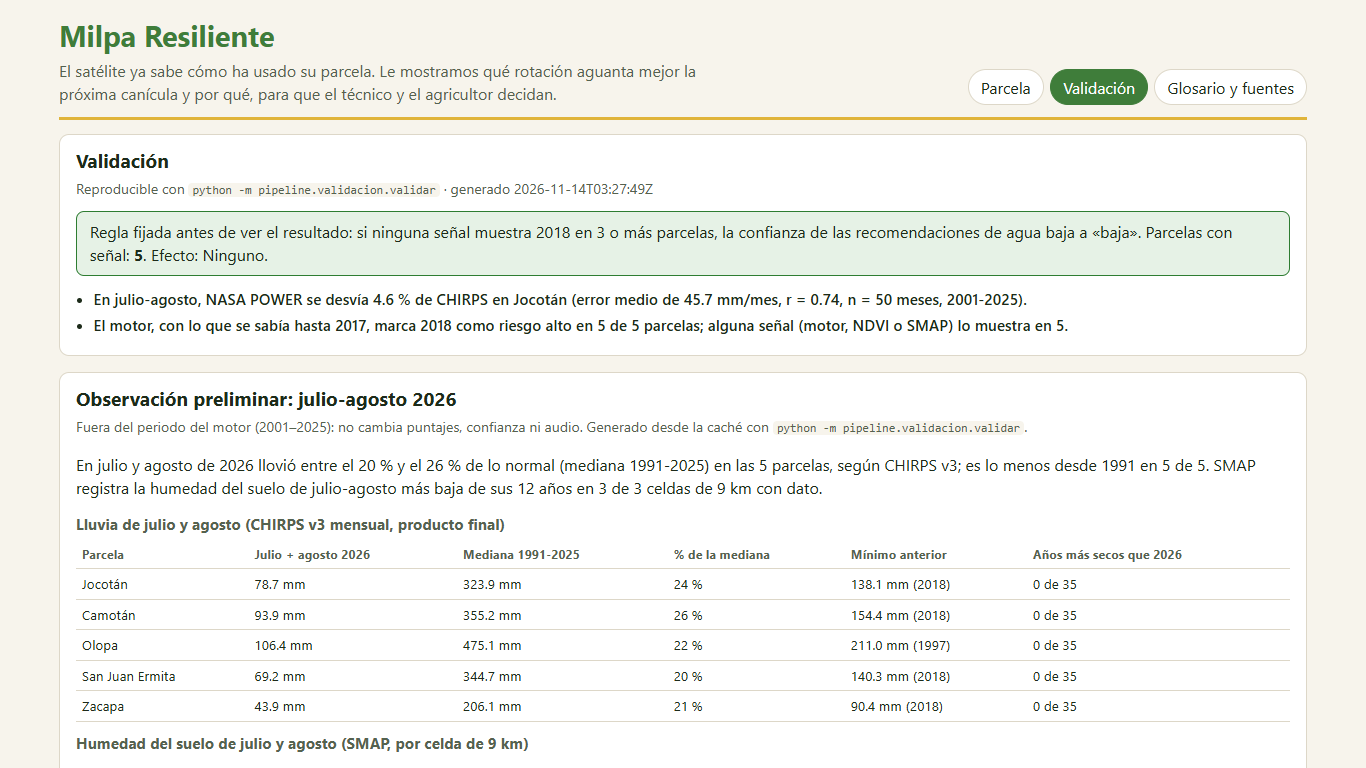 Milpa Resiliente
El satélite ya sabe cómo ha usado su parcela. Le mostramos qué rotación aguanta mejor la
próxima canícula y por qué, para que el técnico y el agricultor decidan.
Parcela
Validación
Glosario y fuentes
Validación
Reproducible con python -m pipeline.validacion.validar · generado 2026-11-14T03:27:49Z
Regla fijada antes de ver el resultado: si ninguna señal muestra 2018 en 3 o más parcelas, la confianza de las recomendaciones de agua baja a «baja». Parcelas con
señal: 5. Efecto: Ninguno.
• En julio-agosto, NASA POWER se desvía 4.6 % de CHIRPS en Jocotán (error medio de 45.7 mm/mes, r = 0.74, n = 50 meses, 2001-2025).
• El motor, con lo que se sabía hasta 2017, marca 2018 como riesgo alto en 5 de 5 parcelas; alguna señal (motor, NDVI o SMAP) lo muestra en 5.
Observación preliminar: julio-agosto 2026
Fuera del periodo del motor (2001–2025): no cambia puntajes, confianza ni audio. Generado desde la caché con python -m pipeline.validacion.validar.
En julio y agosto de 2026 llovió entre el 20 % y el 26 % de lo normal (mediana 1991-2025) en las 5 parcelas, según CHIRPS v3; es lo menos desde 1991 en 5 de 5. SMAP
registra la humedad del suelo de julio-agosto más baja de sus 12 años en 3 de 3 celdas de 9 km con dato.
Lluvia de julio y agosto (CHIRPS v3 mensual, producto final)
Parcela Julio + agosto 2026 Mediana 1991-2025 % de la mediana Mínimo anterior Años más secos que 2026
Jocotán 78.7 mm 323.9 mm 24 % 138.1 mm (2018) 0 de 35
Camotán 93.9 mm 355.2 mm 26 % 154.4 mm (2018) 0 de 35
Olopa 106.4 mm 475.1 mm 22 % 211.0 mm (1997) 0 de 35
San Juan Ermita 69.2 mm 344.7 mm 20 % 140.3 mm (2018) 0 de 35
Zacapa 43.9 mm 206.1 mm 21 % 90.4 mm (2018) 0 de 35
Humedad del suelo de julio y agosto (SMAP, por celda de 9 km)